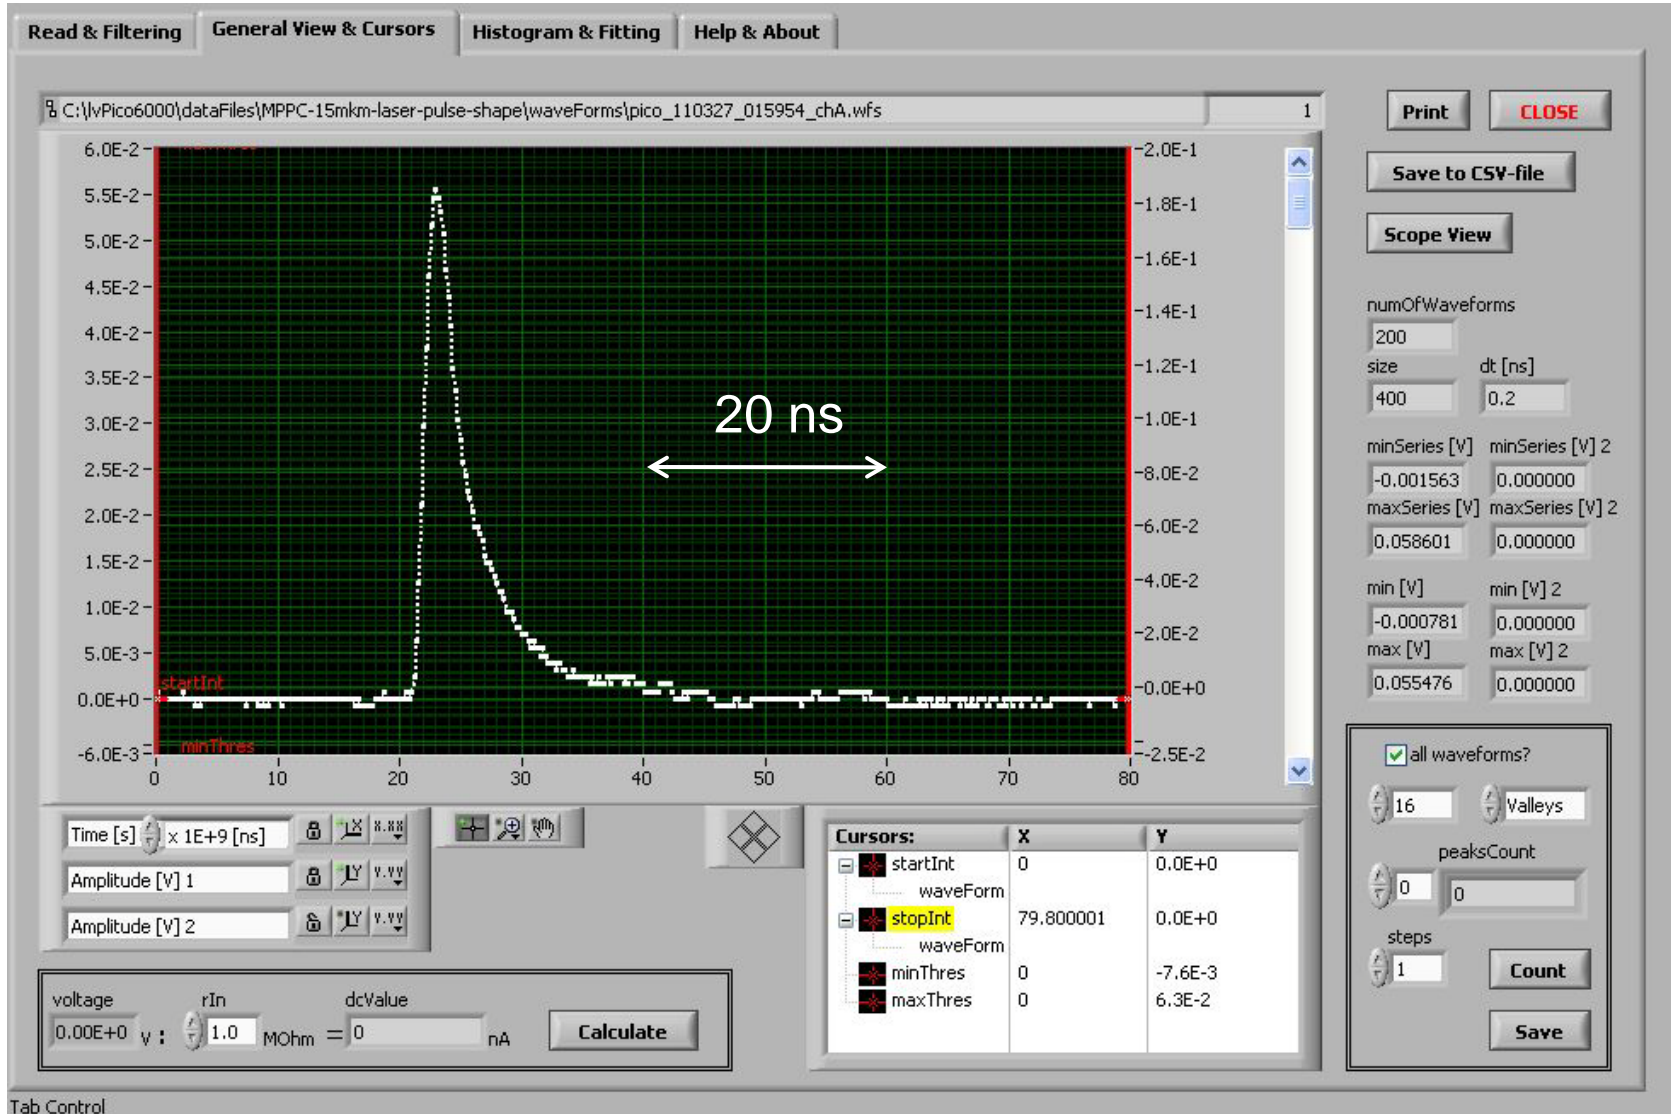 Read & Filtering General View & Cursors Histogram & Fitting Help & About
C:\lvPico6000\dataFiles\MPPC-15mkm-laser-pulse-shape\waveForms\pico_110327_015954_chA.wfs 1
Print CLOSE
Save to CSV-file
Scope View
6.0E-2
5.5E-2
5.0E-2
4.5E-2
4.0E-2
3.5E-2
3.0E-2
2.5E-2
2.0E-2
1.5E-2
1.0E-2
5.0E-3
0.0E+0
-6.0E-3
20 ns
startInt
minThres
2.0E-1
1.8E-1
1.6E-1
1.4E-1
1.2E-1
1.0E-1
8.0E-2
6.0E-2
4.0E-2
2.0E-2
0.0E+0
-2.5E-2
0 10 20 30 40 50 60 70 80
numOfWaveforms
200
size dt [ns]
400 0.2
minSeries [V] minSeries [V] 2
-0.001563 0.000000
maxSeries [V] maxSeries [V] 2
0.058601 0.000000
min [V] min [V] 2
-0.000781 0.000000
max [V] max [V] 2
0.055476 0.000000
all waveforms?
16 Valleys
peaksCount
0 0
steps
1 Count
Save
Time [s] x 1E+9 [ns] X X.XX
Amplitude [V] 1 Y Y.YY
Amplitude [V] 2 Y Y.YY
Cursors: X Y
startInt 0 0.0E+0
waveForm
stopInt 79.800001 0.0E+0
waveForm
minThres 0 -7.6E-3
maxThres 0 6.3E-2
voltage rIn dcValue
0.00E+0 V : 1.0 MOhm = 0 nA Calculate
Tab Control